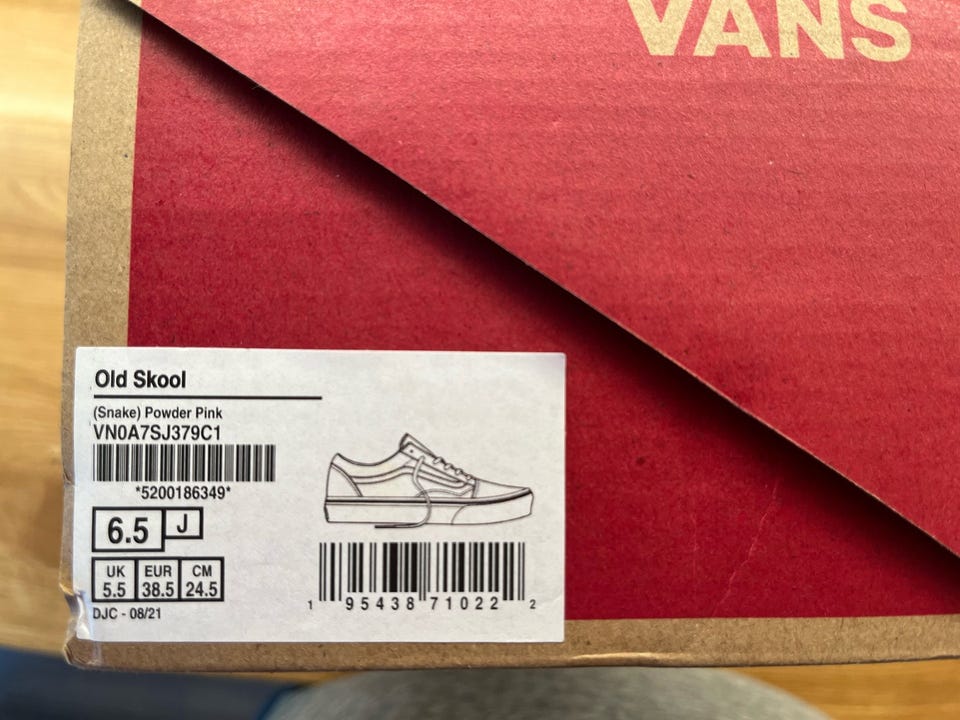 VANS
Old Skool
(Snake) Powder Pink
VN0A7SJ379C1
*5200186349*
6.5 J
UK EUR CM
5.5 38.5 24.5
DJC - 08/21
1 95438 71022 2